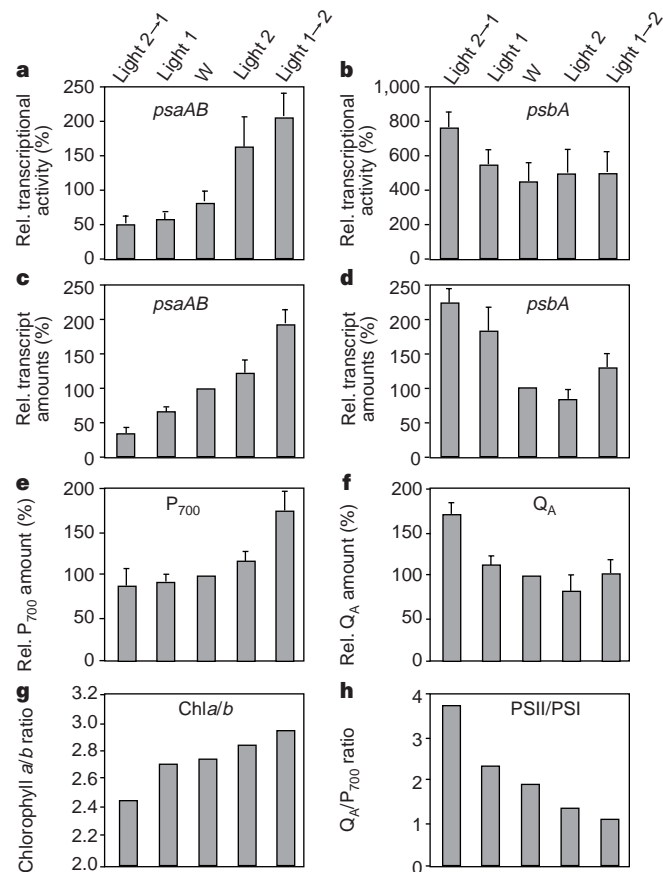 Light 2→1 Light 1 W Light 2 Light 1→2
Light 2→1 Light 1 W Light 2 Light 1→2
a
psaAB
Rel. transcriptional
activity (%)
250
200
150
100
50
0
b
psbA
Rel. transcriptional
activity (%)
1,000
800
600
400
200
0
c
psaAB
Rel. transcript
amounts (%)
250
200
150
100
50
0
d
psbA
Rel. transcript
amounts (%)
250
200
150
100
50
0
e
P700
Rel. P700 amount (%)
200
150
100
50
0
f
QA
Rel. QA amount (%)
200
150
100
50
0
g
Chla/b
Chlorophyll a/b ratio
3.2
3.0
2.8
2.6
2.4
2.2
2.0
h
PSII/PSI
QA/P700 ratio
4
3
2
1
0